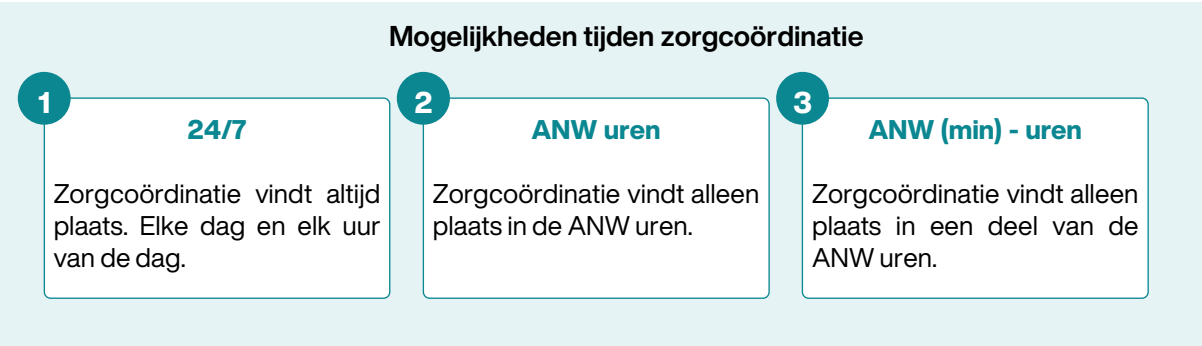 Mogelijkheden tijden zorgcoördinatie
1
24/7
Zorgcoördinatie vindt altijd
plaats. Elke dag en elk uur
van de dag.
2
ANW uren
Zorgcoördinatie vindt alleen
plaats in de ANW uren.
3
ANW (min) - uren
Zorgcoördinatie vindt alleen
plaats in een deel van de
ANW uren.